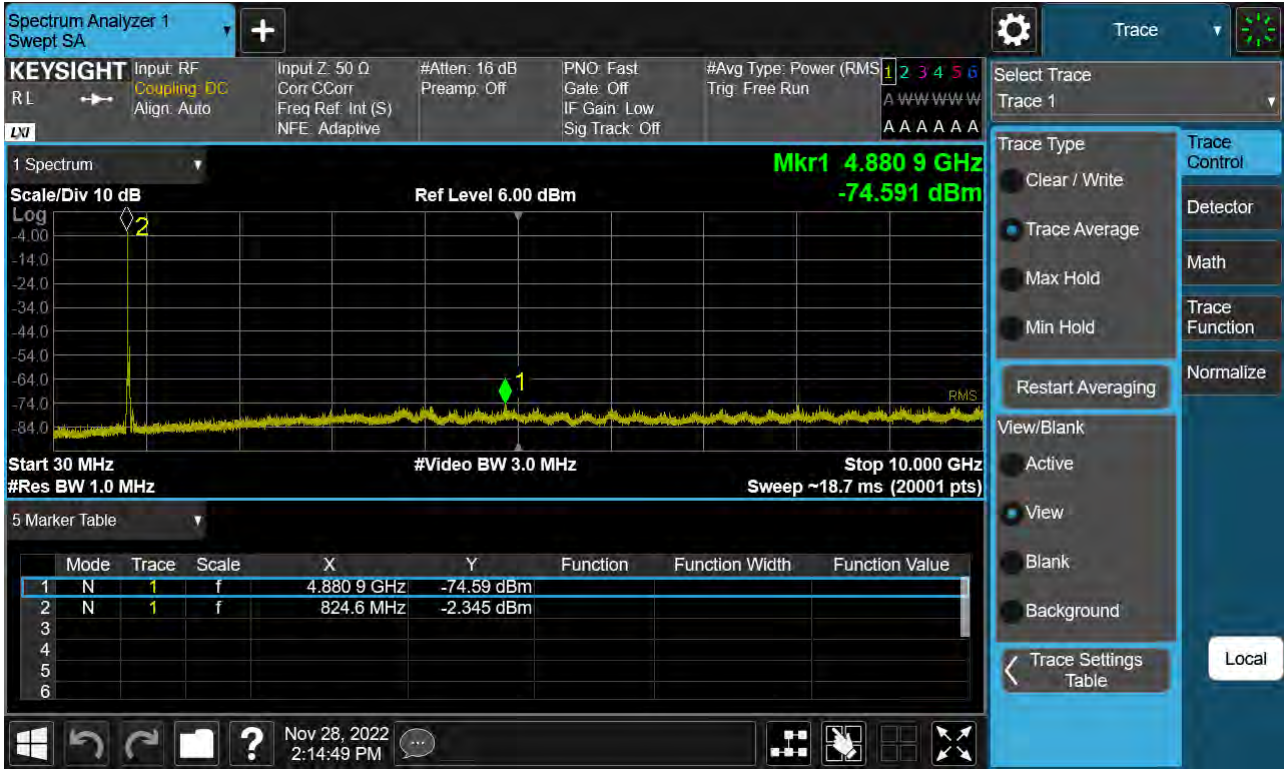 Spectrum Analyzer 1
Swept SA
+
Trace
KEYSIGHT
RL
LXI
Input: RF
Coupling: DC
Align: Auto
Input Z: 50 Ω
Corr CCorr
Freq Ref: Int (S)
NFE: Adaptive
#Atten: 16 dB
Preamp: Off
PNO: Fast
Gate: Off
IF Gain: Low
Sig Track: Off
#Avg Type: Power (RMS
Trig: Free Run
1 2 3 4 5 6
A W W W W W
A A A A A A
Select Trace
Trace 1
1 Spectrum
Mkr1 4.880 9 GHz
-74.591 dBm
Scale/Div 10 dB
Ref Level 6.00 dBm
Log
2
-4.00
-14.0
-24.0
-34.0
-44.0
-54.0
-64.0
1
-74.0
RMS
-84.0
Start 30 MHz
#Video BW 3.0 MHz
Stop 10.000 GHz
#Res BW 1.0 MHz
Sweep ~18.7 ms (20001 pts)
5 Marker Table
Mode Trace Scale X Y Function Function Width Function Value
1 N 1 f 4.880 9 GHz -74.59 dBm
2 N 1 f 824.6 MHz -2.345 dBm
3
4
5
6
Trace Type
Clear / Write
Trace Average
Max Hold
Min Hold
Restart Averaging
View/Blank
Active
View
Blank
Background
Trace Settings
Table
Trace
Control
Detector
Math
Trace
Function
Normalize
Local
?
Nov 28, 2022
2:14:49 PM